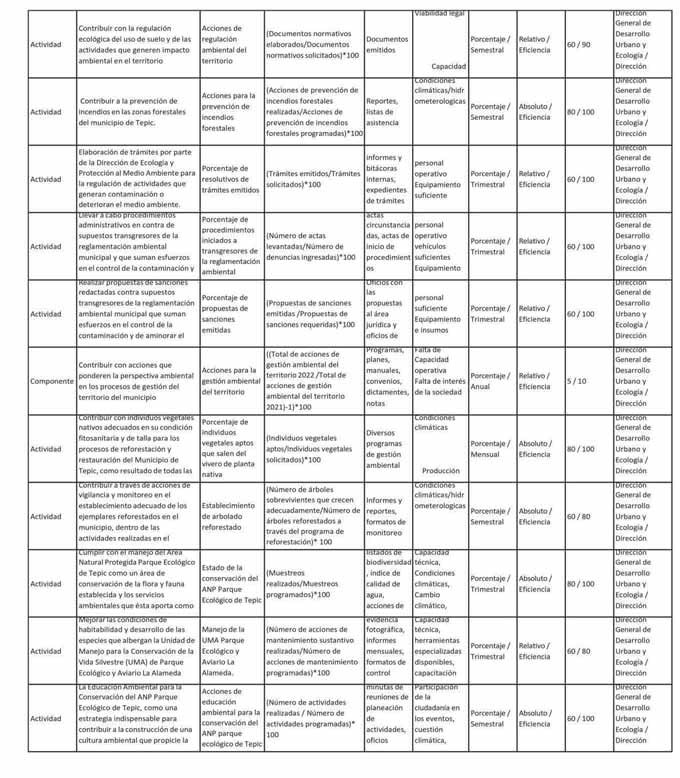 Actividad
Contribuir con la regulación
ecológica del uso de suelo y de las
actividades que generen impacto
ambiental en el territorio
Acciones de
regulación
ambiental del
territorio
(Documentos normativos
elaborados/Documentos
normativos solicitados)*100
Documentos
emitidos
Viabilidad legal
Capacidad
Porcentaje /
Semestral
Relativo /
Eficiencia
60 / 90
Dirección
General de
Desarrollo
Urbano y
Ecología /
Dirección
Actividad
Contribuir a la prevención de
incendios en las zonas forestales
del municipio de Tepic.
Acciones para la
prevención de
incendios
forestales
(Acciones de prevención de
incendios forestales
realizadas/Acciones de
prevención de incendios
forestales programadas)*100
Reportes,
listas de
asistencia
Condiciones
climáticas/hidr
ometerologicas
Porcentaje /
Semestral
Absoluto /
Eficiencia
80 / 100
Dirección
General de
Desarrollo
Urbano y
Ecología /
Dirección
Actividad
Elaboración de trámites por parte
de la Dirección de Ecología y
Protección al Medio Ambiente para
la regulación de actividades que
generan contaminación o
deterioran el medio ambiente.
Porcentaje de
resolutivos de
trámites emitidos
(Trámites emitidos/Trámites
solicitados)*100
informes y
bitácoras
internas,
expedientes
de trámites
personal
operativo
Equipamiento
suficiente
Porcentaje /
Trimestral
Relativo /
Eficiencia
60 / 100
Dirección
General de
Desarrollo
Urbano y
Ecología /
Dirección
Actividad
Llevar a cabo procedimientos
administrativos en contra de
supuestos transgresores de la
reglamentación ambiental
municipal y que suman esfuerzos
en el control de la contaminación y
Porcentaje de
procedimientos
iniciados a
transgresores de
la reglamentación
ambiental
(Número de actas
levantadas/Número de
denuncias ingresadas)*100
actas
circunstancia
das, actas de
inicio de
procedimient
os
personal
operativo
vehículos
suficientes
Equipamiento
Porcentaje /
Trimestral
Relativo /
Eficiencia
60 / 100
Dirección
General de
Desarrollo
Urbano y
Ecología /
Dirección
Actividad
Realizar propuestas de sanciones
redactadas contra supuestos
transgresores de la reglamentación
ambiental municipal que suman
esfuerzos en el control de la
contaminación y de aminorar el
Porcentaje de
propuestas de
sanciones
emitidas
(Propuestas de sanciones
emitidas /Propuestas de
sanciones requeridas)*100
Oficios con
las
propuestas
al área
jurídica y
oficios de
personal
suficiente
Equipamiento
e insumos
Porcentaje /
Trimestral
Relativo /
Eficiencia
60 / 100
Dirección
General de
Desarrollo
Urbano y
Ecología /
Dirección
Componente
Contribuir con acciones que
ponderen la perspectiva ambiental
en los procesos de gestión del
territorio del municipio
Acciones para la
gestión ambiental
del territorio
((Total de acciones de
gestión ambiental del
territorio 2022 /Total de
acciones de gestión
ambiental del territorio
2021)-1)*100
Programas,
planes,
manuales,
convenios,
dictamentes,
notas
Falta de
Capacidad
operativa
Falta de interés
de la sociedad
Porcentaje /
Anual
Relativo /
Eficiencia
5 / 10
Dirección
General de
Desarrollo
Urbano y
Ecología /
Dirección
Actividad
Contribuir con individuos vegetales
nativos adecuados en su condición
fitosanitaria y de talla para los
procesos de reforestación y
restauración del Municipio de
Tepic, como resultado de todas las
Porcentaje de
individuos
vegetales aptos
que salen del
vivero de planta
nativa
(Individuos vegetales
aptos/Individuos vegetales
solicitados)*100
Diversos
programas
de gestión
ambiental
Condiciones
climáticas
Producción
Porcentaje /
Mensual
Absoluto /
Eficiencia
80 / 100
Dirección
General de
Desarrollo
Urbano y
Ecología /
Dirección
Actividad
Contribuir a través de acciones de
vigilancia y monitoreo en el
establecimiento adecuado de los
ejemplares reforestados en el
municipio, dentro de las
actividades realizadas en el
Establecimiento
de arbolado
reforestado
(Número de árboles
sobrevivientes que crecen
adecuadamente/Número de
árboles reforestados a
través del programa de
reforestación)* 100
Informes y
reportes,
formatos de
monitoreo
Condiciones
climáticas/hidr
ometerologicas
Porcentaje /
Semestral
Absoluto /
Eficiencia
60 / 80
Dirección
General de
Desarrollo
Urbano y
Ecología /
Dirección
Actividad
Cumplir con el manejo del Área
Natural Protegida Parque Ecológico
de Tepic como un área de
conservación de la flora y fauna
establecida y los servicios
ambientales que ésta aporta como
Estado de la
conservación del
ANP Parque
Ecológico de Tepic
(Muestreos
realizados/Muestreos
programados)*100
listados de
biodiversidad
, indice de
calidad de
agua,
acciones de
Capacidad
técnica,
Condiciones
climáticas,
Cambio
climático,
Porcentaje /
Trimestral
Absoluto /
Eficiencia
80 / 100
Dirección
General de
Desarrollo
Urbano y
Ecología /
Dirección
Actividad
Mejorar las condiciones de
habitabilidad y desarrollo de las
especies que albergan la Unidad de
Manejo para la Conservación de la
Vida Silvestre (UMA) de Parque
Ecológico y Aviario La Alameda
Manejo de la
UMA Parque
Ecológico y
Aviario La
Alameda.
(Número de acciones de
mantenimiento sustantivo
realizadas/Número de
acciones de mantenimiento
programadas)*100
evidencia
fotográfica,
informes
mensuales,
formatos de
control
Capacidad
técnica,
herramientas
especializadas
disponibles,
capacitación
Porcentaje /
Trimestral
Relativo /
Eficiencia
60 / 80
Dirección
General de
Desarrollo
Urbano y
Ecología /
Dirección
Actividad
La Educación Ambiental para la
Conservación del ANP Parque
Ecológico de Tepic, como una
estrategia indispensable para
contribuir a la construcción de una
cultura ambiental que propicie la
Acciones de
educación
ambiental para la
conservación del
ANP parque
ecológico de Tepic
(Número de actividades
realizadas / Número de
actividades programadas)*
100
minutas de
reuniones de
planeación
de
actividades,
oficios
Participación
de la
ciudadanía en
los eventos,
cuestión
climática,
Porcentaje /
Semestral
Absoluto /
Eficiencia
60 / 100
Dirección
General de
Desarrollo
Urbano y
Ecología /
Dirección